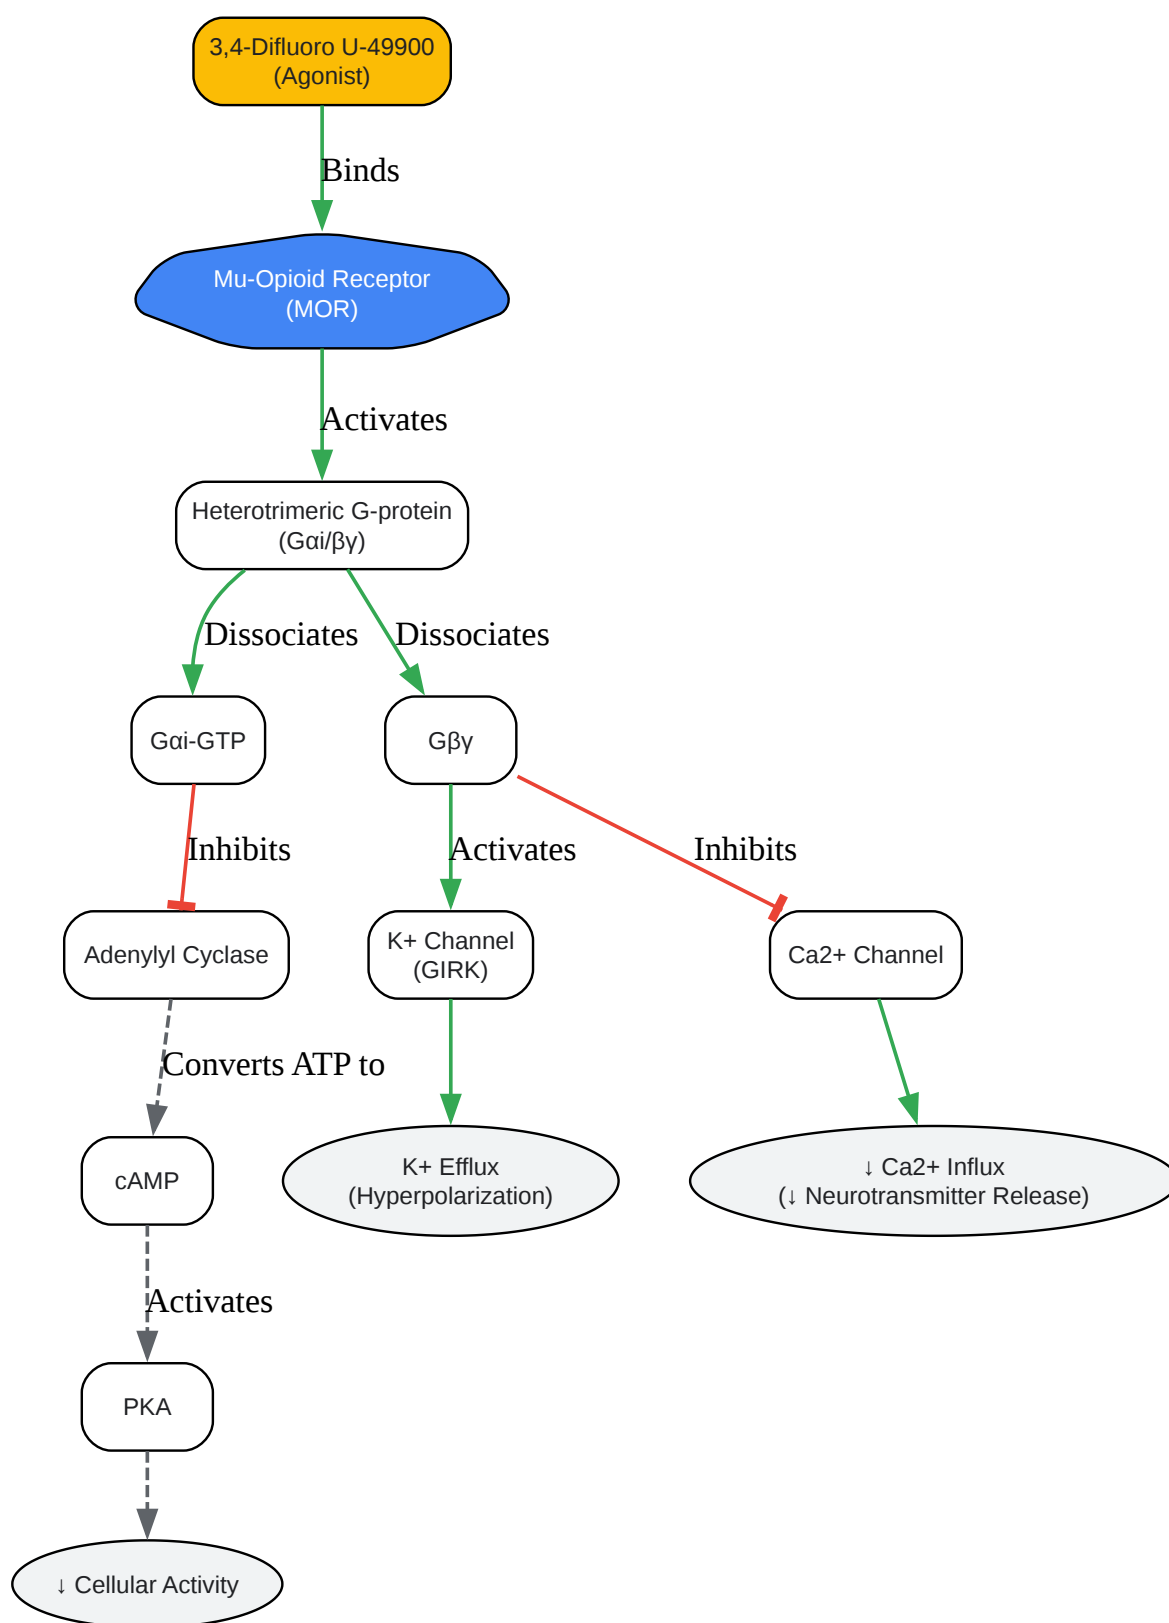 3,4-Difluoro U-49900
(Agonist)
Binds
Mu-Opioid Receptor
(MOR)
Activates
Heterotrimeric G-protein
(Gαi/βγ)
Dissociates
Dissociates
Gαi-GTP
Gβγ
Inhibits
Activates
Inhibits
Adenylyl Cyclase
K+ Channel
(GIRK)
Ca2+ Channel
Converts ATP to
cAMP
K+ Efflux
(Hyperpolarization)
↓ Ca2+ Influx
(↓ Neurotransmitter Release)
Activates
PKA
↓ Cellular Activity